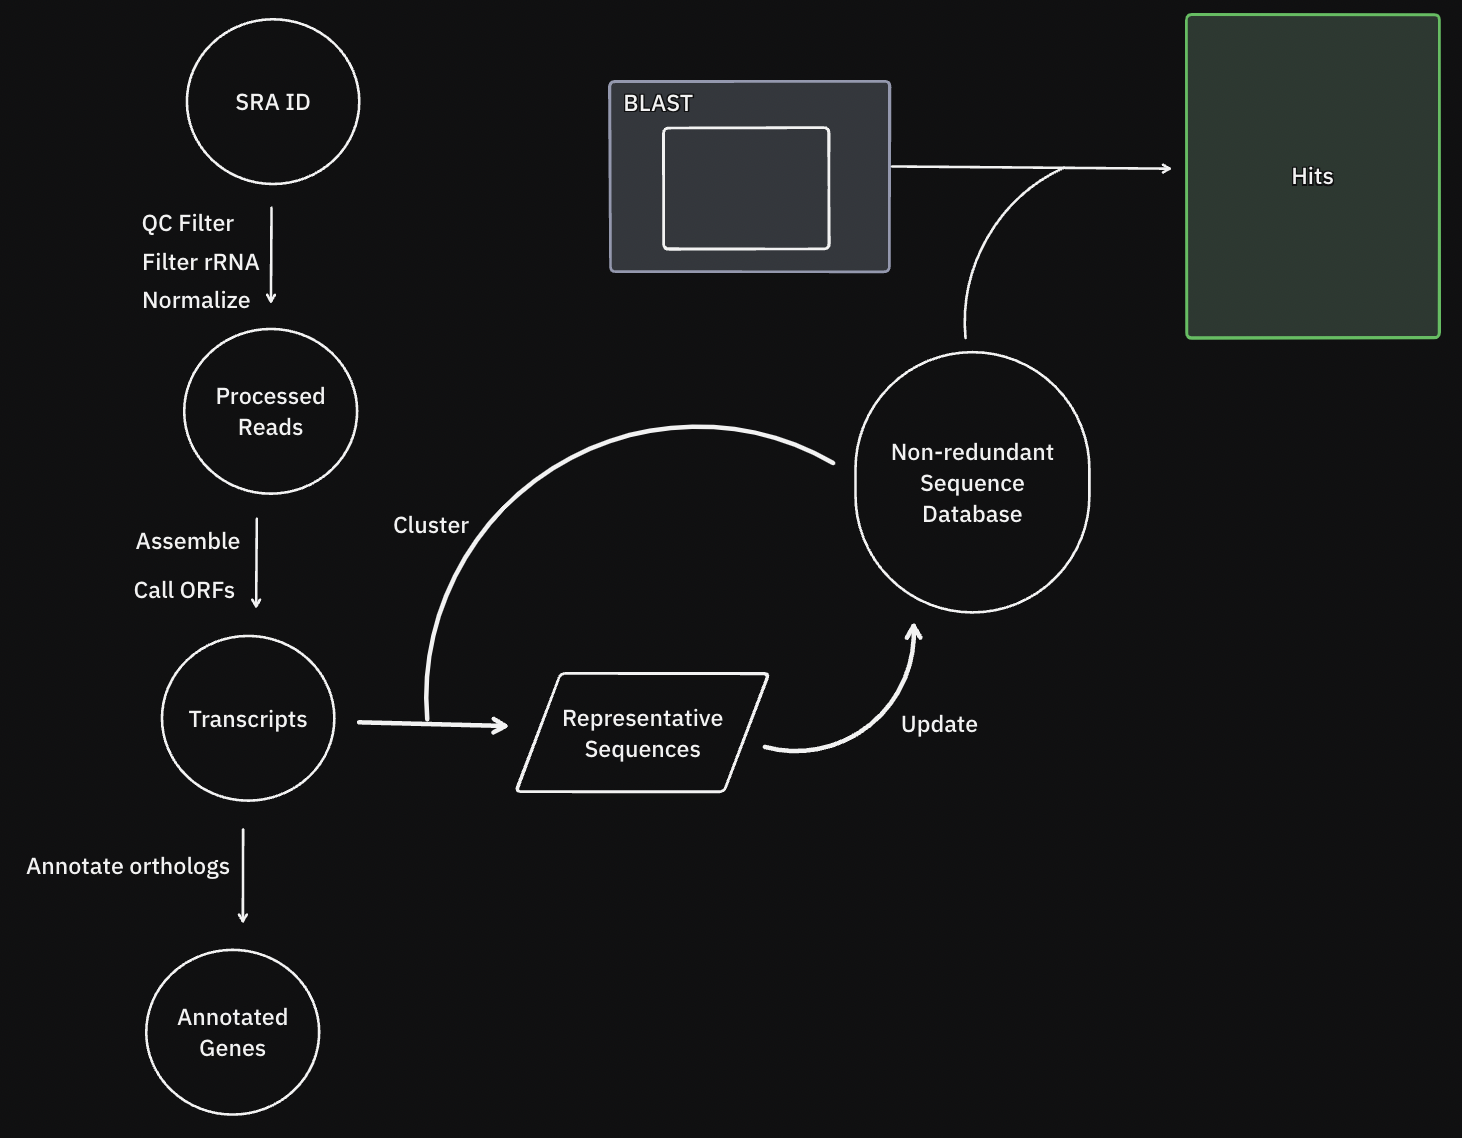 SRA ID
QC Filter
Filter rRNA
Normalize
Processed
Reads
Assemble
Call ORFs
Transcripts
Annotate orthologs
Annotated
Genes
Cluster
Representative
Sequences
Update
Non-redundant
Sequence
Database
BLAST
Hits